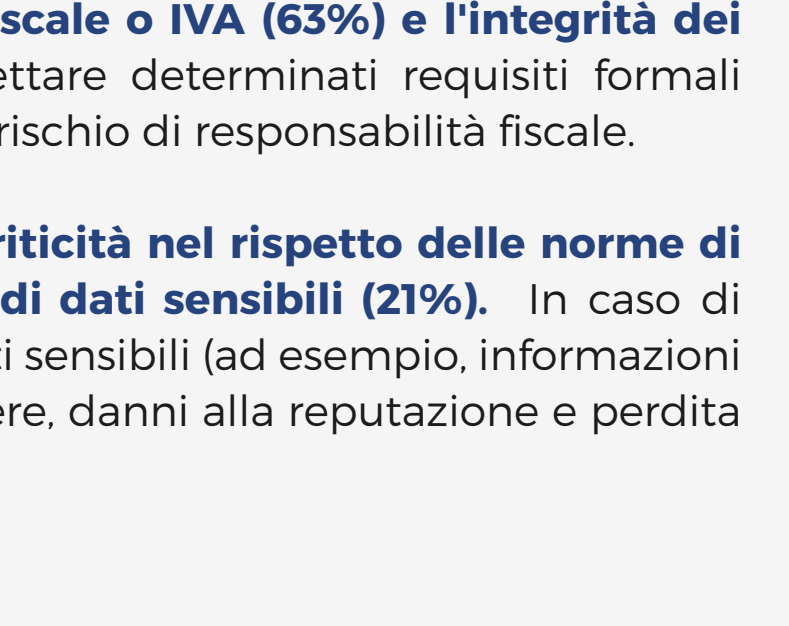 scale o IVA (63%) e l'integrità dei
ettare determinati requisiti formali
rischio di responsabilità fiscale.
riticità nel rispetto delle norme di
di dati sensibili (21%). In caso di
ti sensibili (ad esempio, informazioni
ere, danni alla reputazione e perdita